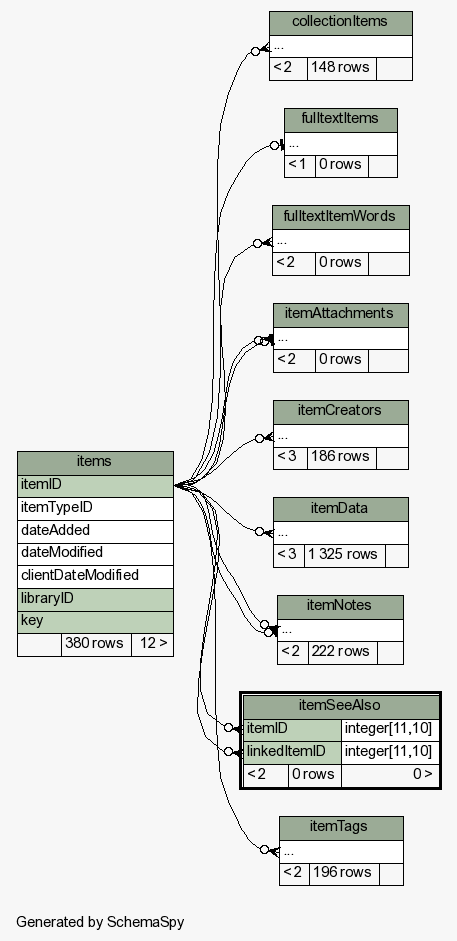 collectionItems
...
< 2 148 rows
fulltextItems
...
< 1 0 rows
fulltextItemWords
...
< 2 0 rows
itemAttachments
...
< 2 0 rows
itemCreators
...
< 3 186 rows
items
itemID
itemTypeID
dateAdded
dateModified
clientDateModified
libraryID
key
380 rows 12 >
itemData
...
< 3 1 325 rows
itemNotes
...
< 2 222 rows
itemSeeAlso
itemID integer[11,10]
linkedItemID integer[11,10]
< 2 0 rows 0 >
itemTags
...
< 2 196 rows
Generated by SchemaSpy